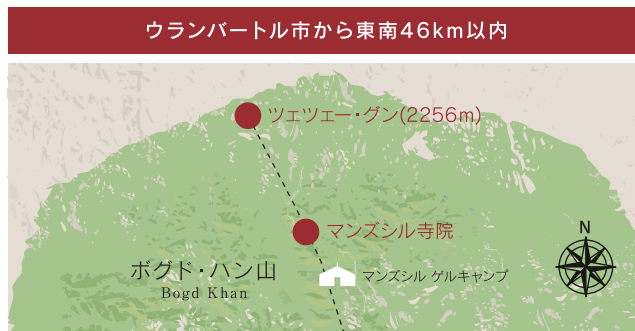 ウランバートル市から東南46km以内
ツェツェー・グン(2256m)
マンズシル寺院
N
ボグド・ハン山
Bogd Khan
マンズシル ゲルキャンプ